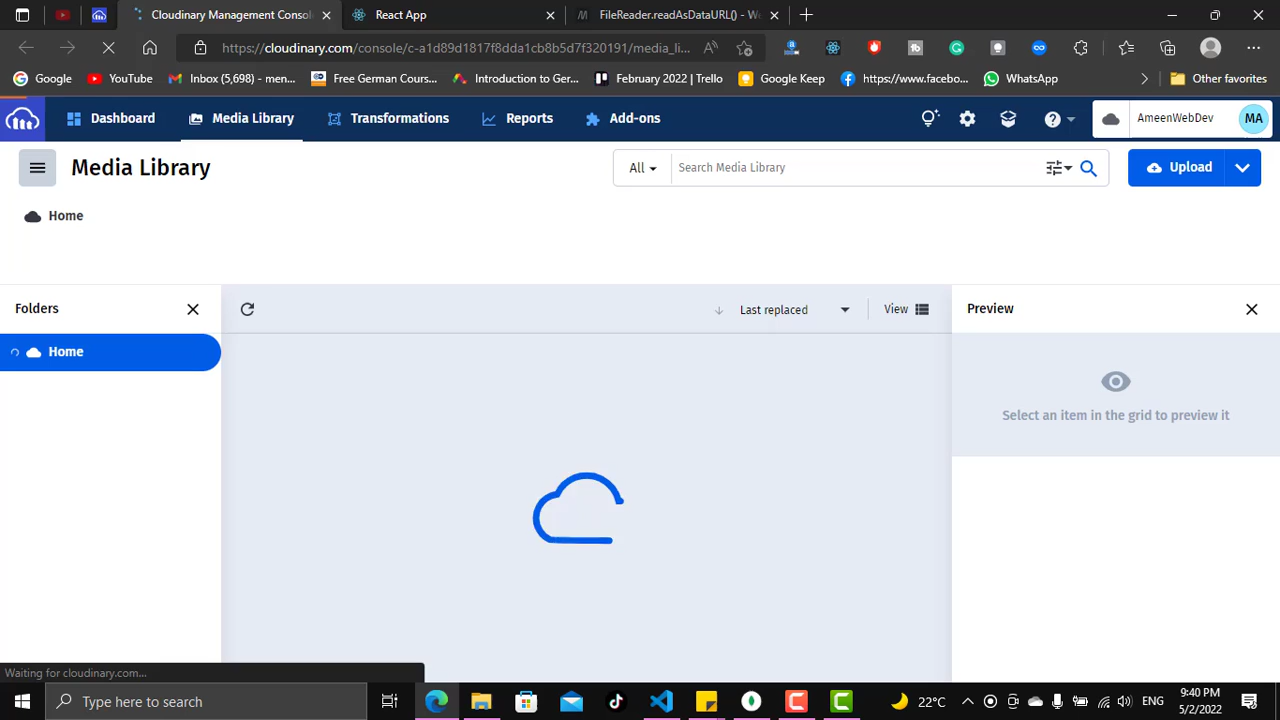 Cloudinary Management Consol
React App
FileReader.readAsDataURL() - We
https://cloudinary.com/console/c-a1d89d1817f8dda1cb8b5d7f320191/media_li...
Google
YouTube
Inbox (5,698) - men...
Free German Cours...
Introduction to Ger...
February 2022 | Trello
Google Keep
https://www.facebo...
WhatsApp
Other favorites
Dashboard
Media Library
Transformations
Reports
Add-ons
AmeenWebDev
MA
Media Library
All
Search Media Library
Upload
Home
Folders
Last replaced
View
Preview
Home
Select an item in the grid to preview it
Waiting for cloudinary.com...
Type here to search
22°C
ENG
9:40 PM
5/2/2022